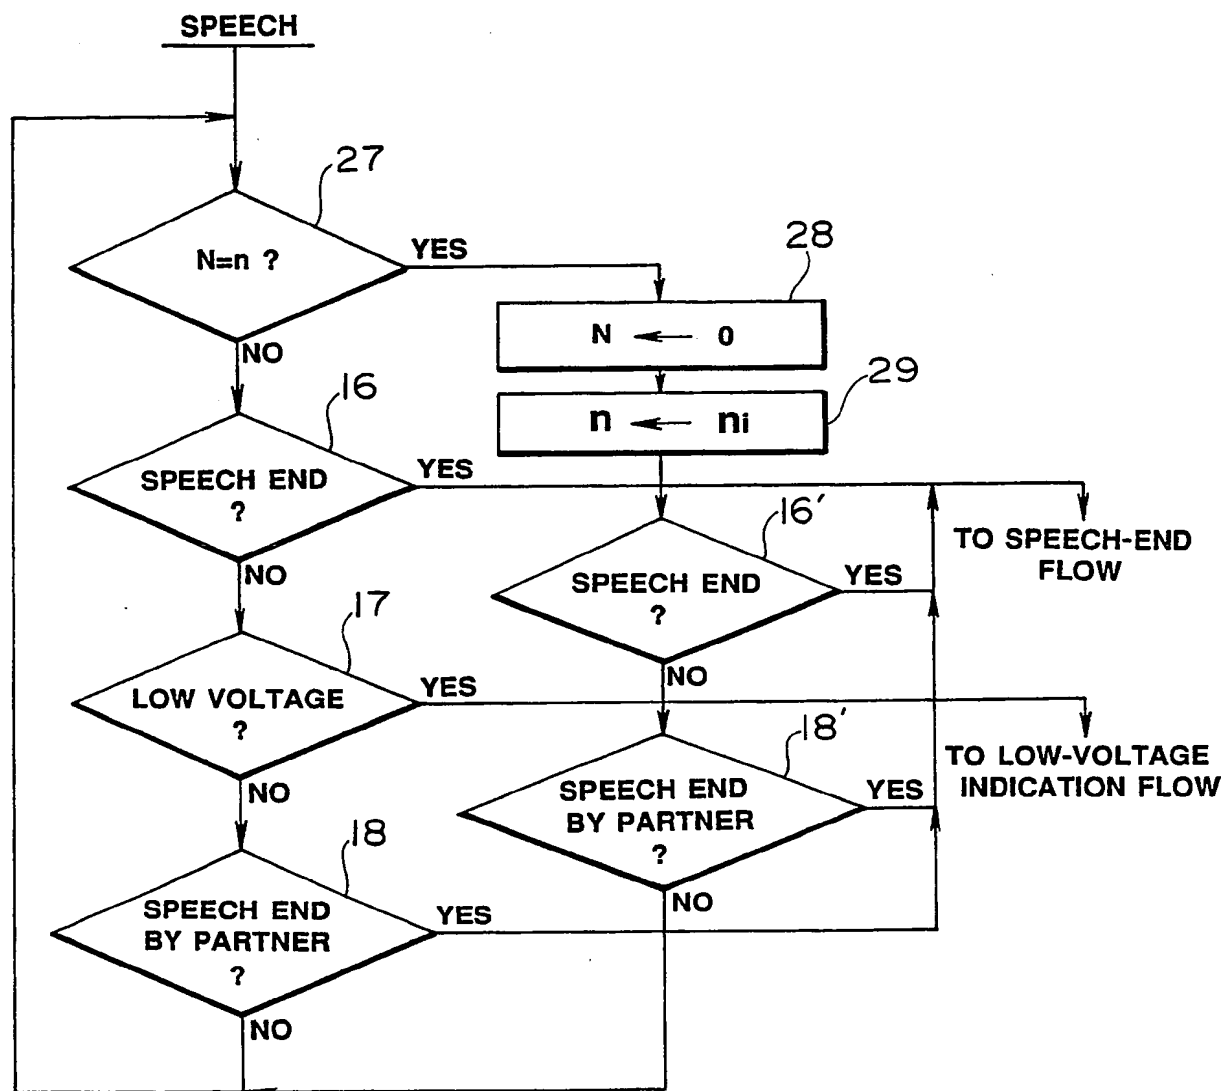 SPEECH
27
N=n ?
YES
NO
28
N ← 0
29
n ← ni
16
SPEECH END
?
YES
NO
16′
SPEECH END
?
YES
NO
TO SPEECH-END
FLOW
17
LOW VOLTAGE
?
YES
NO
18′
SPEECH END
BY PARTNER
?
YES
NO
TO LOW-VOLTAGE
INDICATION FLOW
18
SPEECH END
BY PARTNER
?
YES
NO